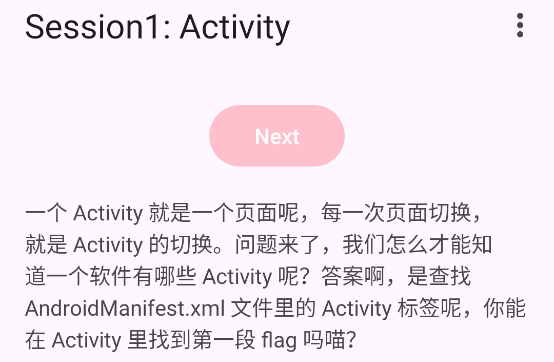 Session1: Activity
Next
一个 Activity 就是一个页面呢，每一次页面切换，
就是 Activity 的切换。问题来了，我们怎么才能知
道一个软件有哪些 Activity 呢？答案啊，是查找
AndroidManifest.xml 文件里的 Activity 标签呢，你能
在 Activity 里找到第一段 flag 吗喵？